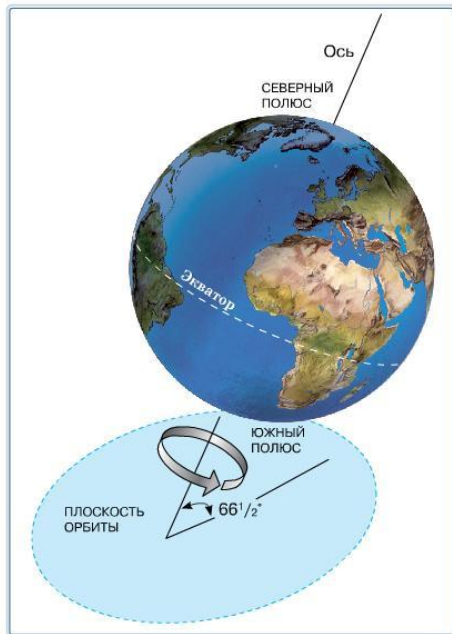 Ось
СЕВЕРНЫЙ
ПОЛЮС
Экватор
ЮЖНЫЙ
ПОЛЮС
ПЛОСКОСТЬ
ОРБИТЫ
66¹/₂°